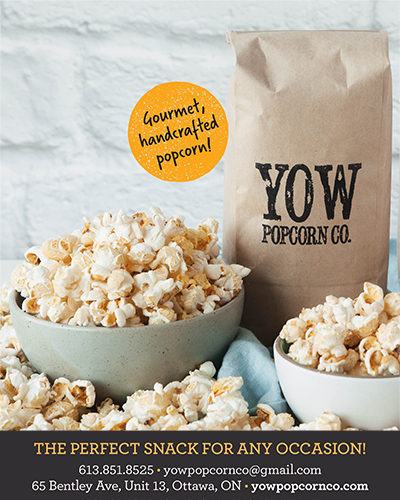 Gourmet,
handcrafted
popcorn!
YOW
POPCORN CO.
THE PERFECT SNACK FOR ANY OCCASION!
613.851.8525 • yowpopcornco@gmail.com
65 Bentley Ave, Unit 13, Ottawa, ON • yowpopcornco.com